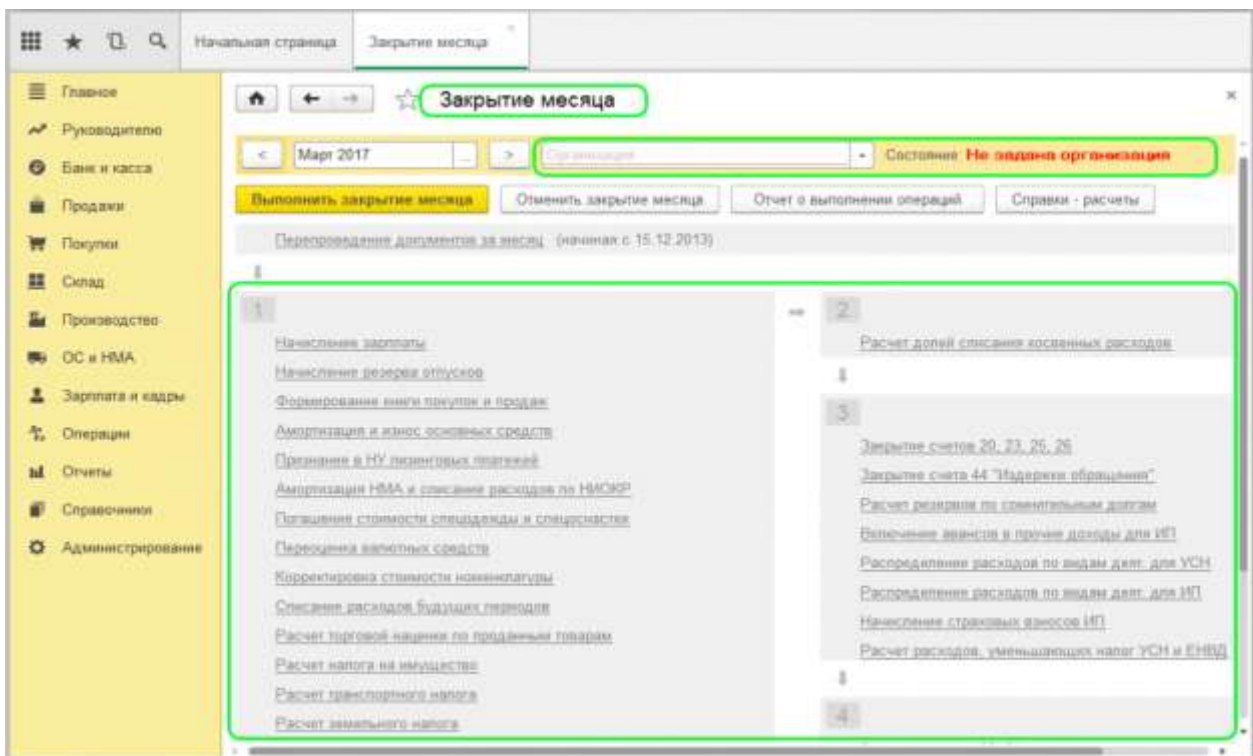 Начальная страница
Закрытие месяца
Главное
Руководителю
Банк и касса
Продажи
Покупки
Склад
Производство
ОС и НМА
Зарплата и кадры
Операции
Отчеты
Справочники
Администрирование
Закрытие месяца
Март 2017
Организация
Состояние: Не задана организация
Выполнить закрытие месяца
Отменить закрытие месяца
Отчет о выполнении операций
Справки - расчеты
Перепроведение документов за месяц (начиная с 15.12.2013)
1
Начисление зарплаты
Начисление резерва отпусков
Формирование книги покупок и продаж
Амортизация и износ основных средств
Признание в НУ лизинговых платежей
Амортизация НМА и списание расходов по НИОКР
Погашение стоимости спецодежды и спецоснастки
Переоценка валютных средств
Корректировка стоимости номенклатуры
Списание расходов будущих периодов
Расчет торговой наценки по проданным товарам
Расчет налога на имущество
Расчет транспортного налога
Расчет земельного налога
2
Расчет долей списания косвенных расходов
3
Закрытие счетов 20, 23, 25, 26
Закрытие счета 44 "Издержки обращения"
Расчет резервов по сомнительным долгам
Включение авансов в прочие доходы для ИП
Распределение расходов по видам деят. для УСН
Распределение расходов по видам деят. для ИП
Начисление страховых взносов ИП
Расчет расходов, уменьшающих налог УСН и ЕНВД
4